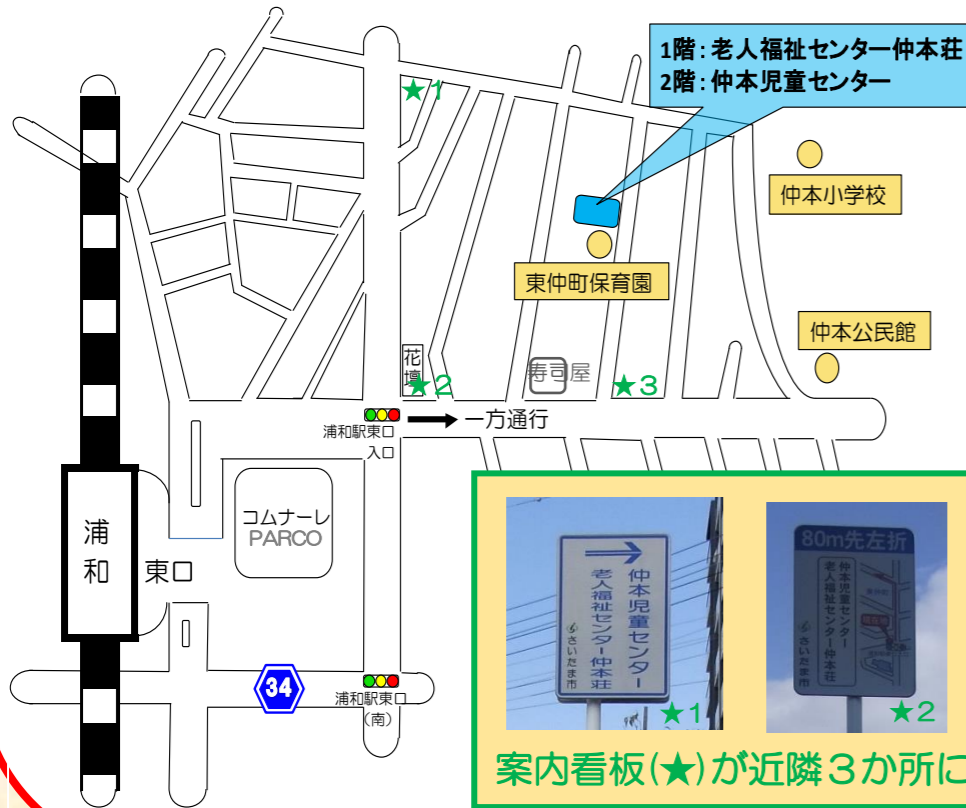 1階:老人福祉センター仲本荘
2階:仲本児童センター
★1
仲本小学校
東仲町保育園
仲本公民館
花壇
★2
寿司屋
★3
浦和駅東口
入口
一方通行
コムナーレ
PARCO
浦和
東口
34
浦和駅東口
(南)
仲本児童センター
老人福祉センター仲本荘
さいたま市
★1
80m先左折
仲本児童センター
老人福祉センター仲本荘
さいたま市
★2
案内看板(★)が近隣3か所に